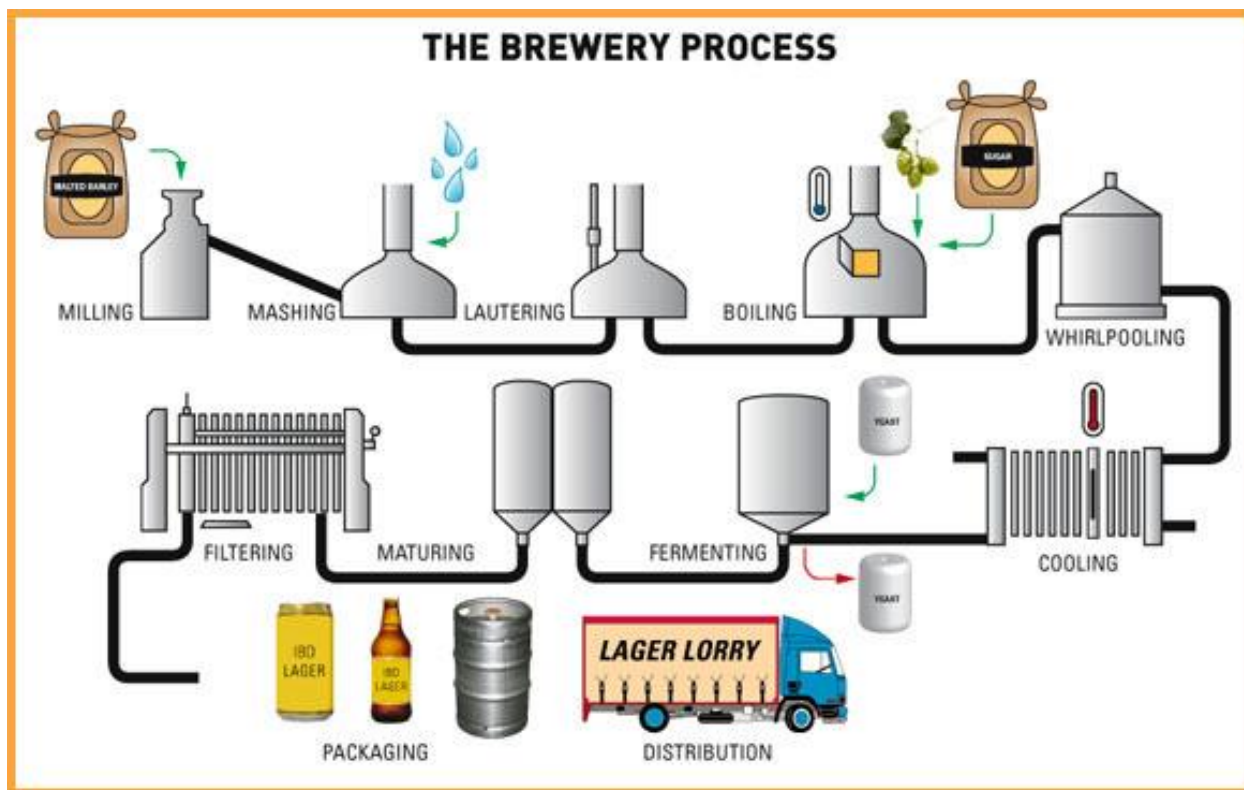 THE BREWERY PROCESS
MALTED BARLEY
SUGAR
MILLING
MASHING
LAUTERING
BOILING
WHIRLPOOLING
YEAST
FILTERING
MATURING
FERMENTING
COOLING
YEAST
IBD
LAGER
IBD
LAGER
LAGER LORRY
PACKAGING
DISTRIBUTION